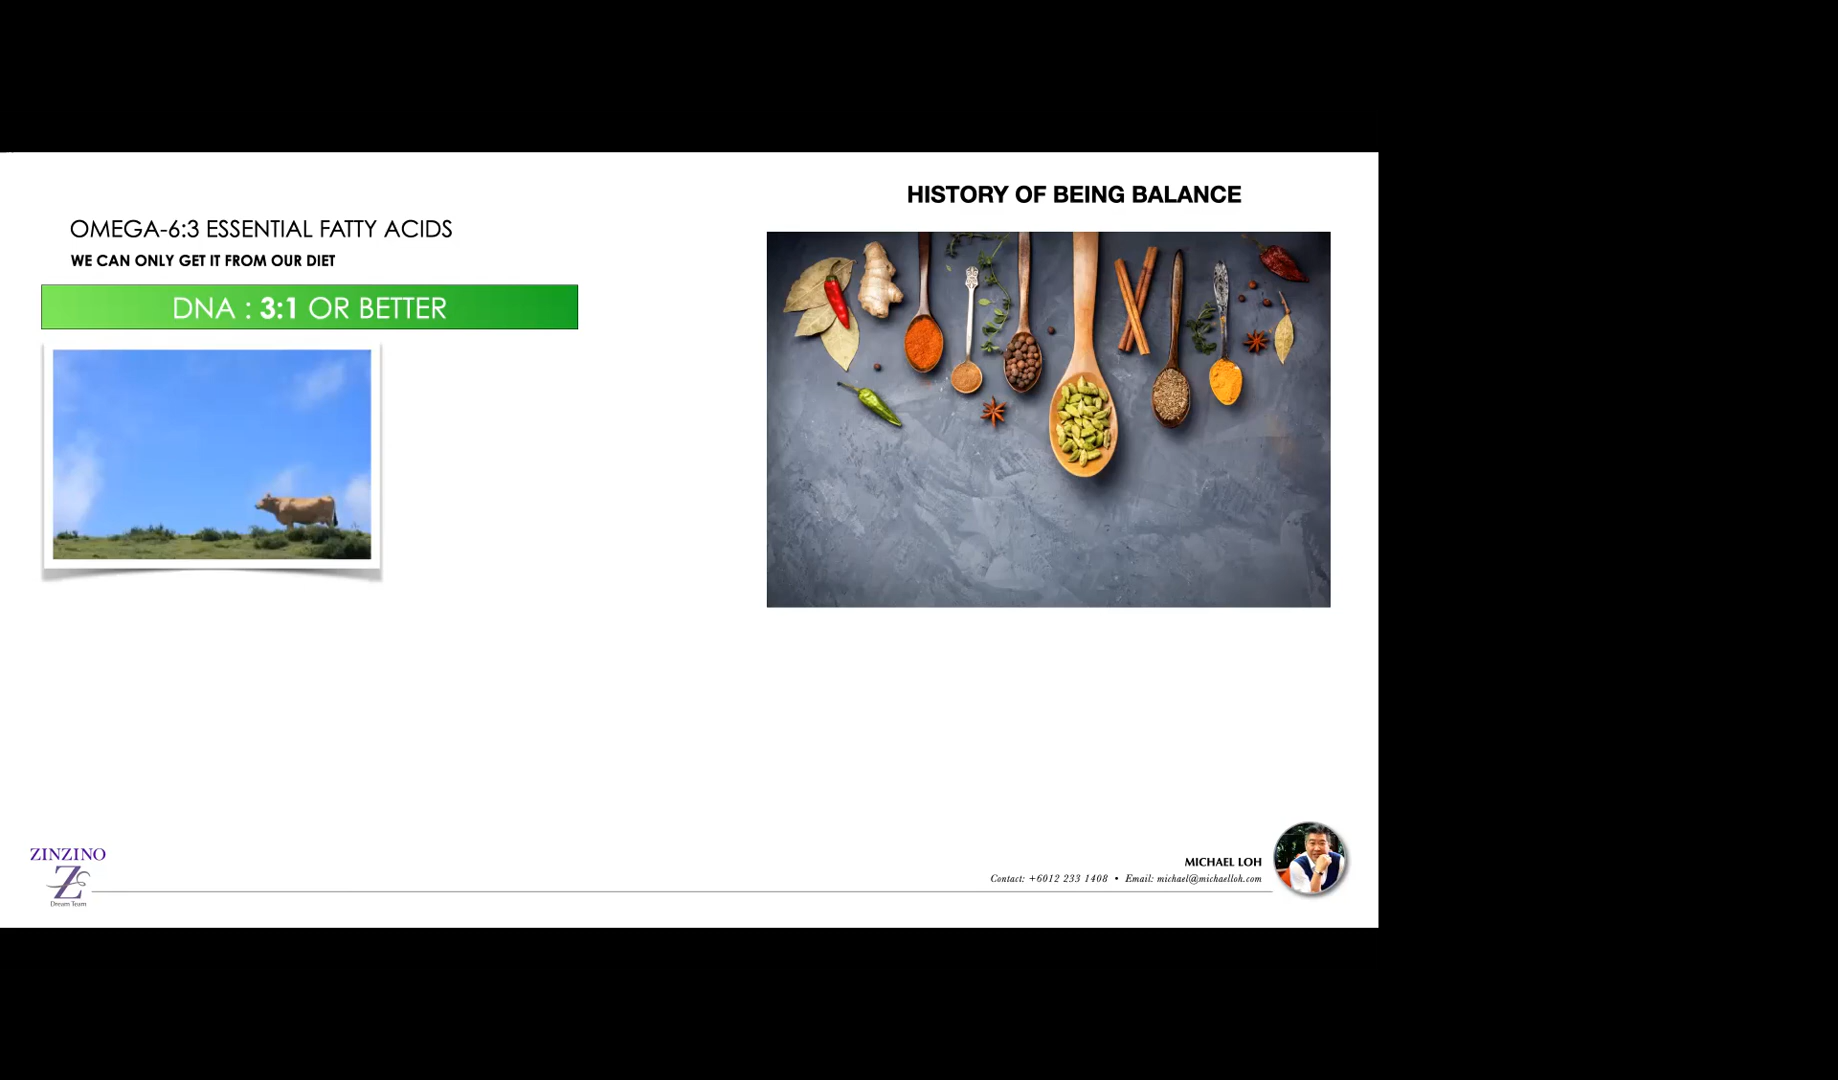 HISTORY OF BEING BALANCE
OMEGA-6:3 ESSENTIAL FATTY ACIDS
WE CAN ONLY GET IT FROM OUR DIET
DNA : 3:1 OR BETTER
ZINZINO
Z
Dream Team
MICHAEL LOH
Contact: +6012 233 1408 • Email: michael@michaelloh.com